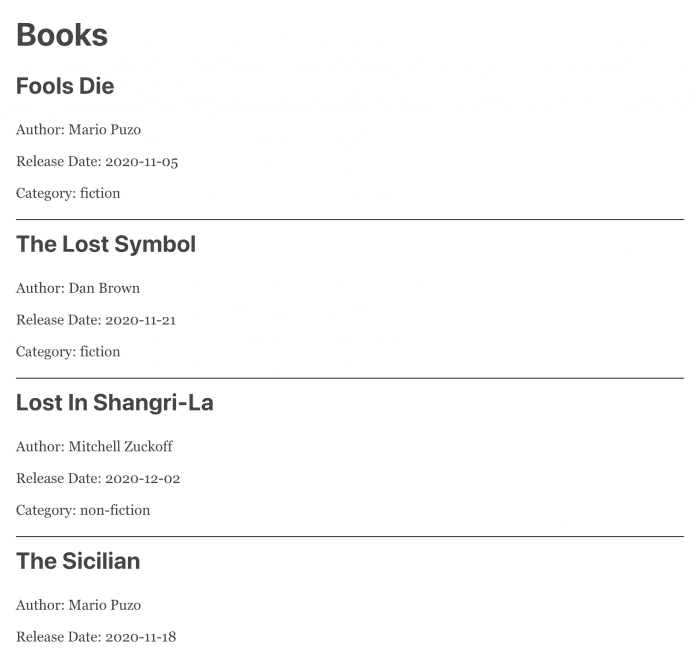 Books
Fools Die
Author: Mario Puzo
Release Date: 2020-11-05
Category: fiction
The Lost Symbol
Author: Dan Brown
Release Date: 2020-11-21
Category: fiction
Lost In Shangri-La
Author: Mitchell Zuckoff
Release Date: 2020-12-02
Category: non-fiction
The Sicilian
Author: Mario Puzo
Release Date: 2020-11-18